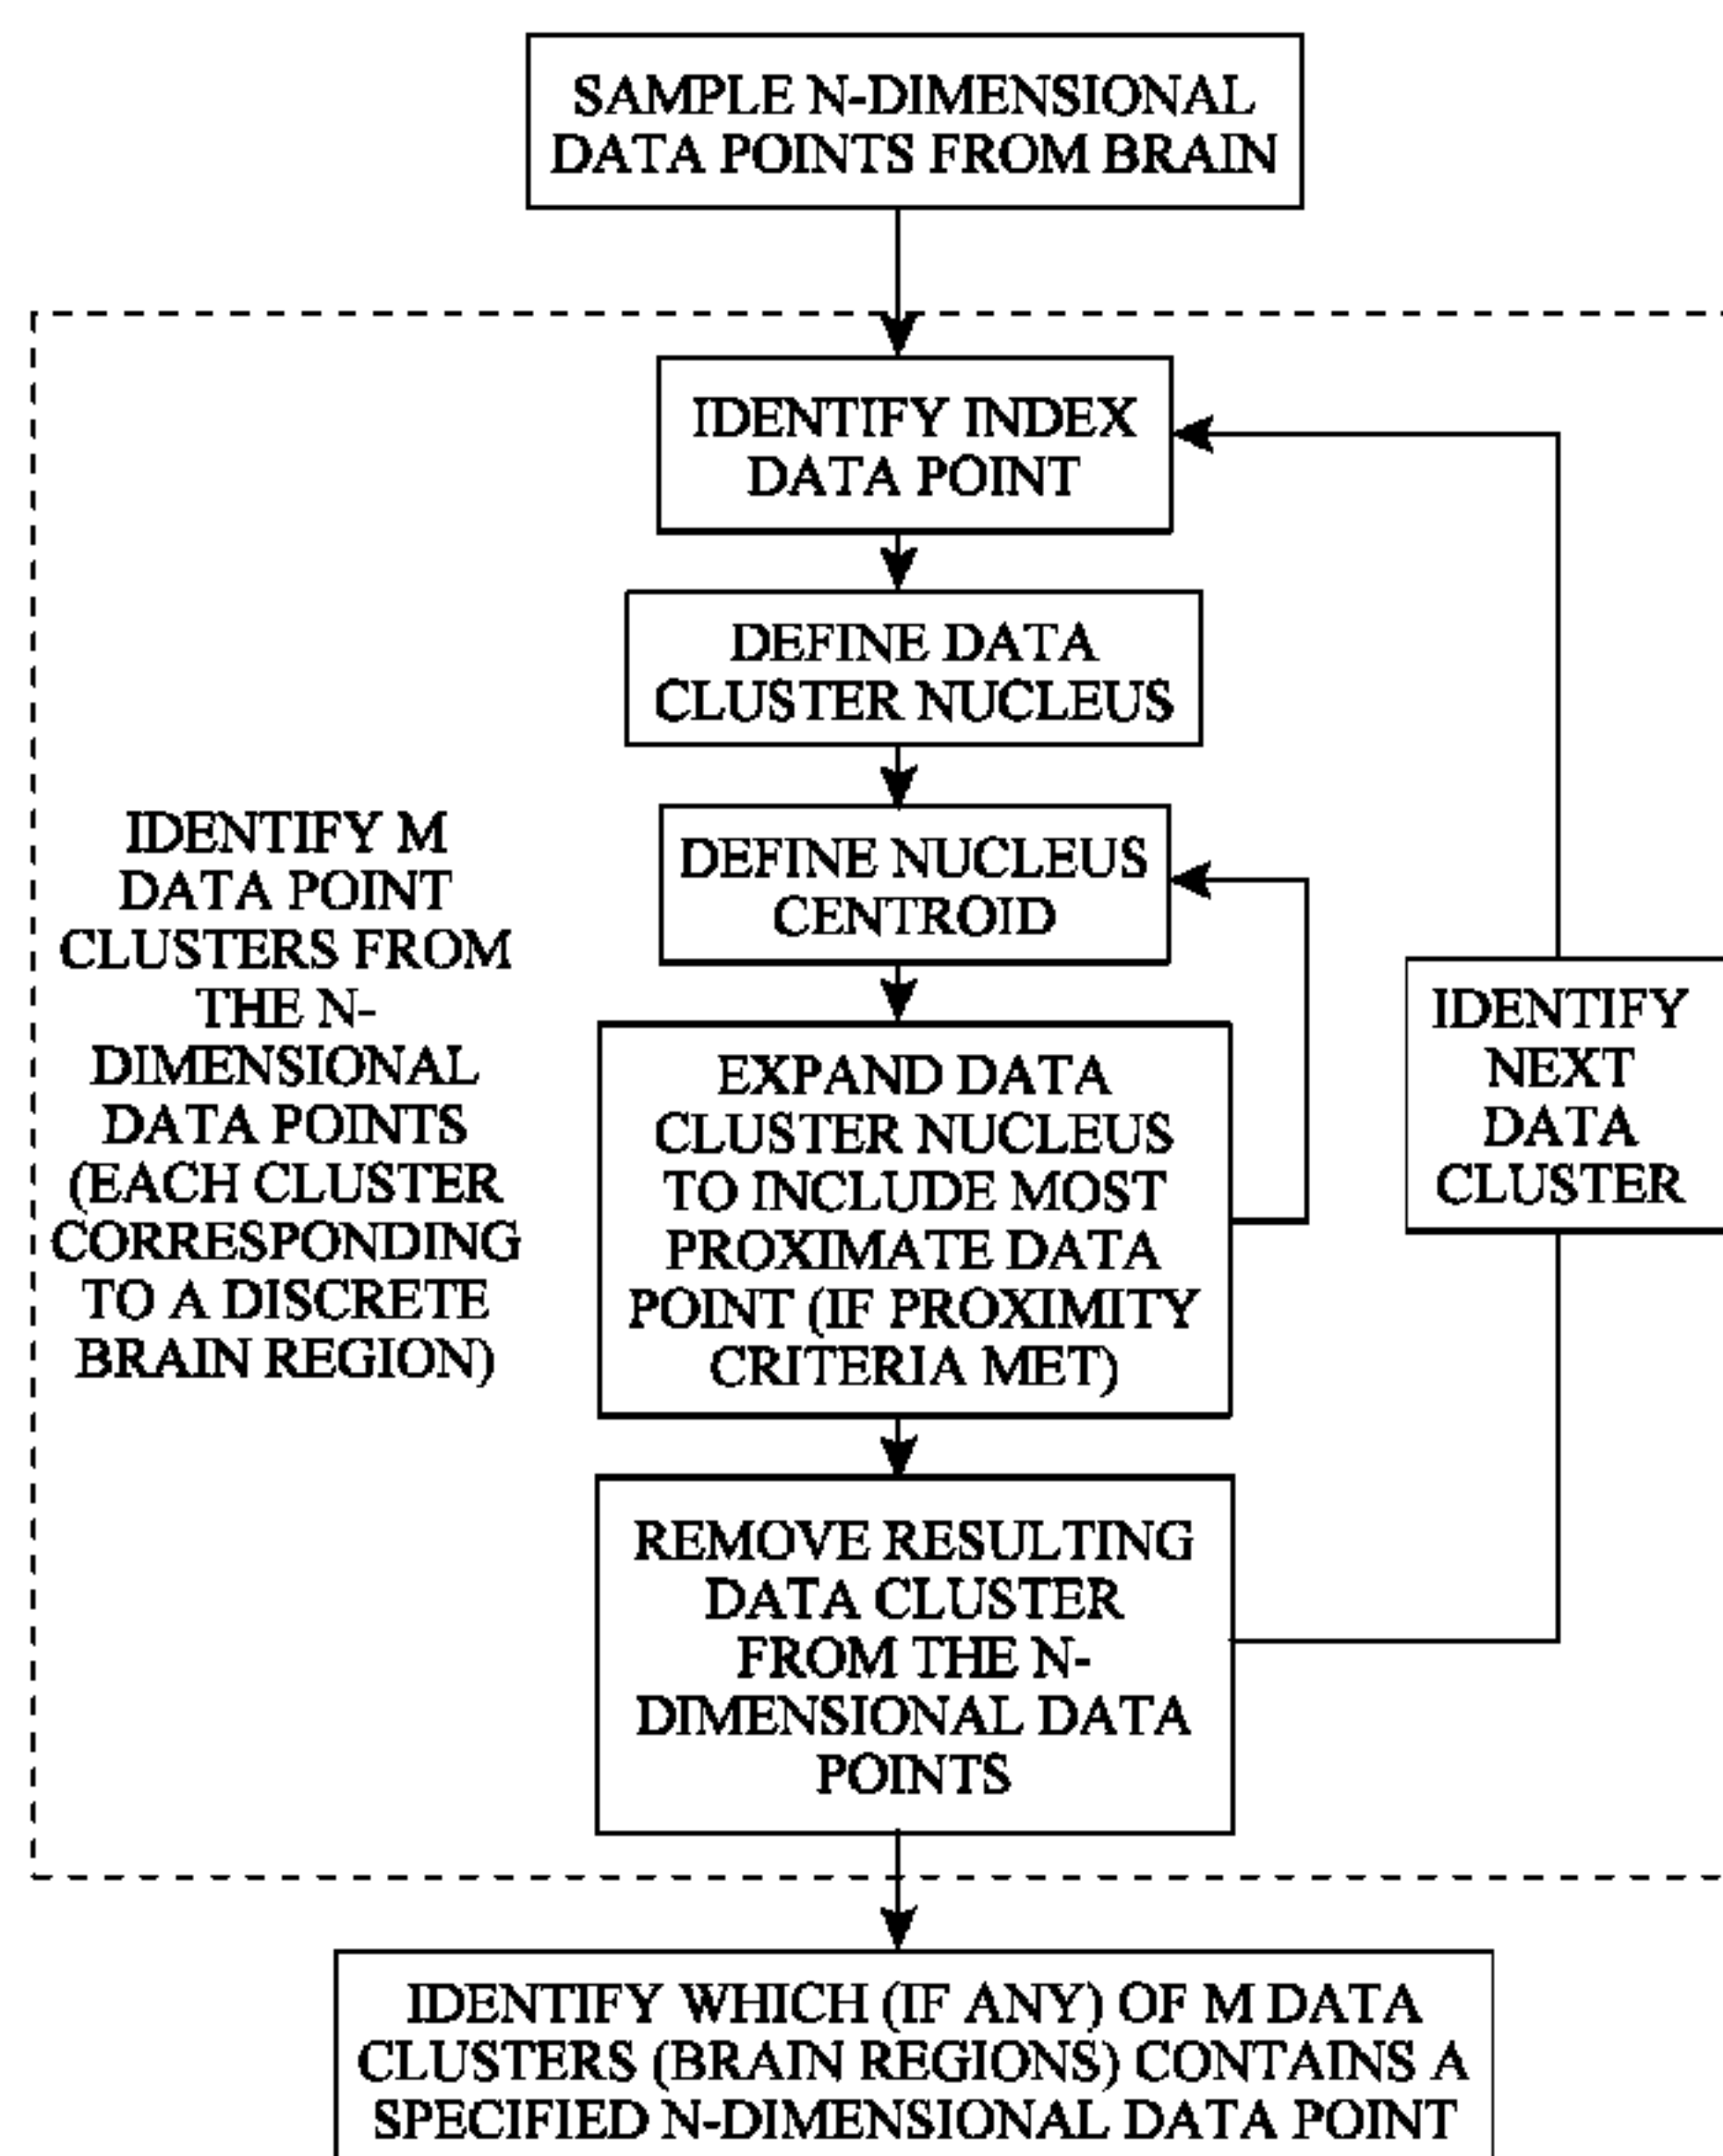 SAMPLE N-DIMENSIONAL
DATA POINTS FROM BRAIN
IDENTIFY INDEX
DATA POINT
DEFINE DATA
CLUSTER NUCLEUS
DEFINE NUCLEUS
CENTROID
EXPAND DATA
CLUSTER NUCLEUS
TO INCLUDE MOST
PROXIMATE DATA
POINT (IF PROXIMITY
CRITERIA MET)
REMOVE RESULTING
DATA CLUSTER
FROM THE N-
DIMENSIONAL DATA
POINTS
IDENTIFY M
DATA POINT
CLUSTERS FROM
THE N-
DIMENSIONAL
DATA POINTS
(EACH CLUSTER
CORRESPONDING
TO A DISCRETE
BRAIN REGION)
IDENTIFY
NEXT
DATA
CLUSTER
IDENTIFY WHICH (IF ANY) OF M DATA
CLUSTERS (BRAIN REGIONS) CONTAINS A
SPECIFIED N-DIMENSIONAL DATA POINT